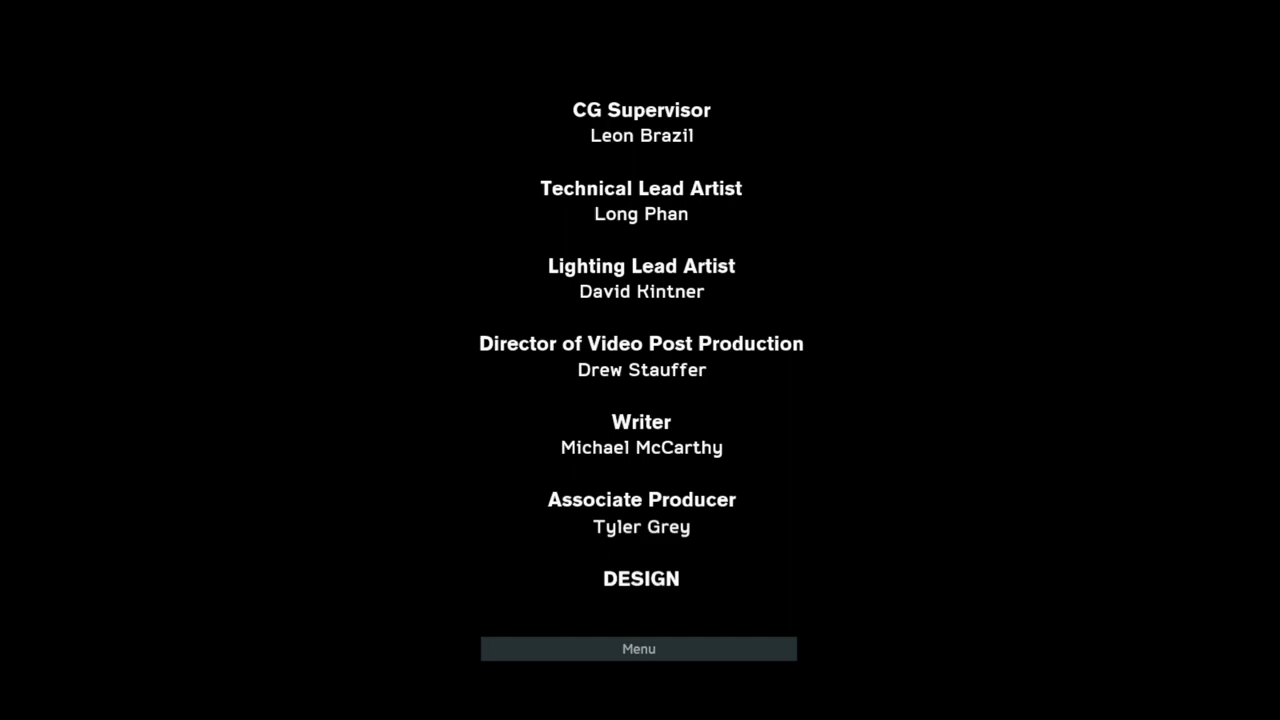 CG Supervisor
Leon Brazil
Technical Lead Artist
Long Phan
Lighting Lead Artist
David Kintner
Director of Video Post Production
Drew Stauffer
Writer
Michael McCarthy
Associate Producer
Tyler Grey
DESIGN
Menu